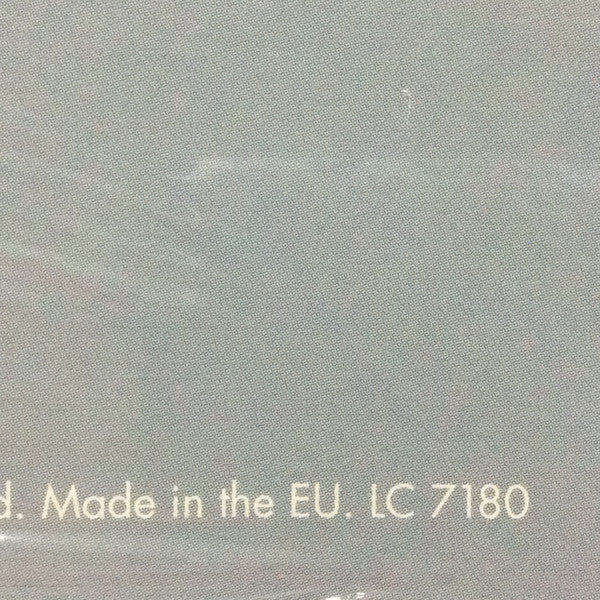 d. Made in the EU. LC 7180